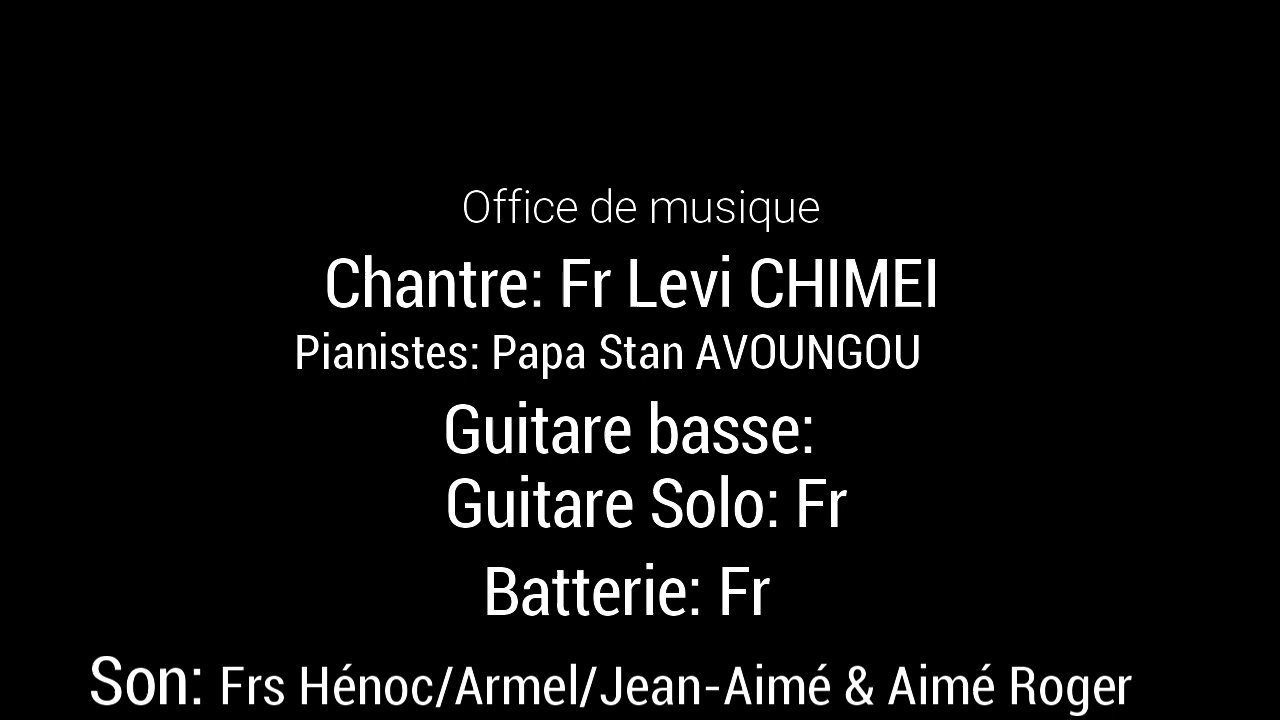 Office de musique
Chantre: Fr Levi CHIMEI
Pianistes: Papa Stan AVOUNGOU
Guitare basse:
Guitare Solo: Fr
Batterie: Fr
Son: Frs Hénoc/Armel/Jean-Aimé & Aimé Roger